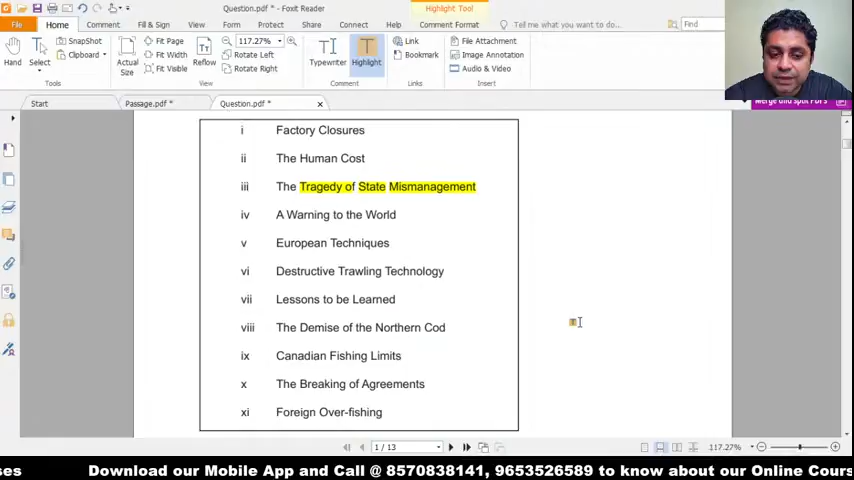 Question.pdf * - Foxit Reader
Highlight Tool
File Home Comment Fill & Sign View Form Protect Share Connect Help Comment Format Tell me what you want to do... Find
Hand Select SnapShot Clipboard Actual Size Fit Page Fit Width Fit Visible Reflow 117.27% Rotate Left Rotate Right Typewriter Highlight Link Bookmark File Attachment Image Annotation Audio & Video
Tools View Comment Links Insert
Merge and split PDFs
Start Passage.pdf * Question.pdf *
i Factory Closures
ii The Human Cost
iii The Tragedy of State Mismanagement
iv A Warning to the World
v European Techniques
vi Destructive Trawling Technology
vii Lessons to be Learned
viii The Demise of the Northern Cod
ix Canadian Fishing Limits
x The Breaking of Agreements
xi Foreign Over-fishing
1 / 13 117.27%
ses Download our Mobile App and Call @ 8570838141, 9653526589 to know about our Online Cours